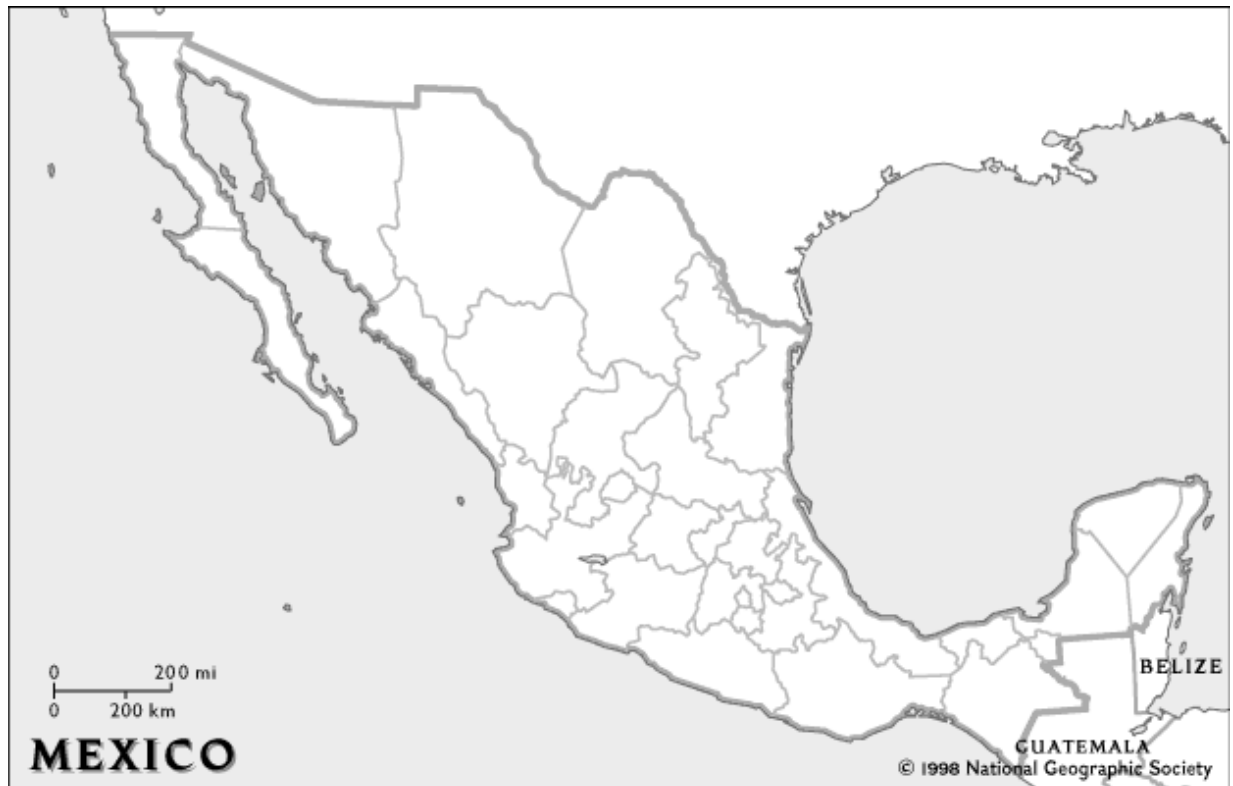 BELIZE
0 200 mi
0 200 km
MEXICO
GUATEMALA
© 1998 National Geographic Society